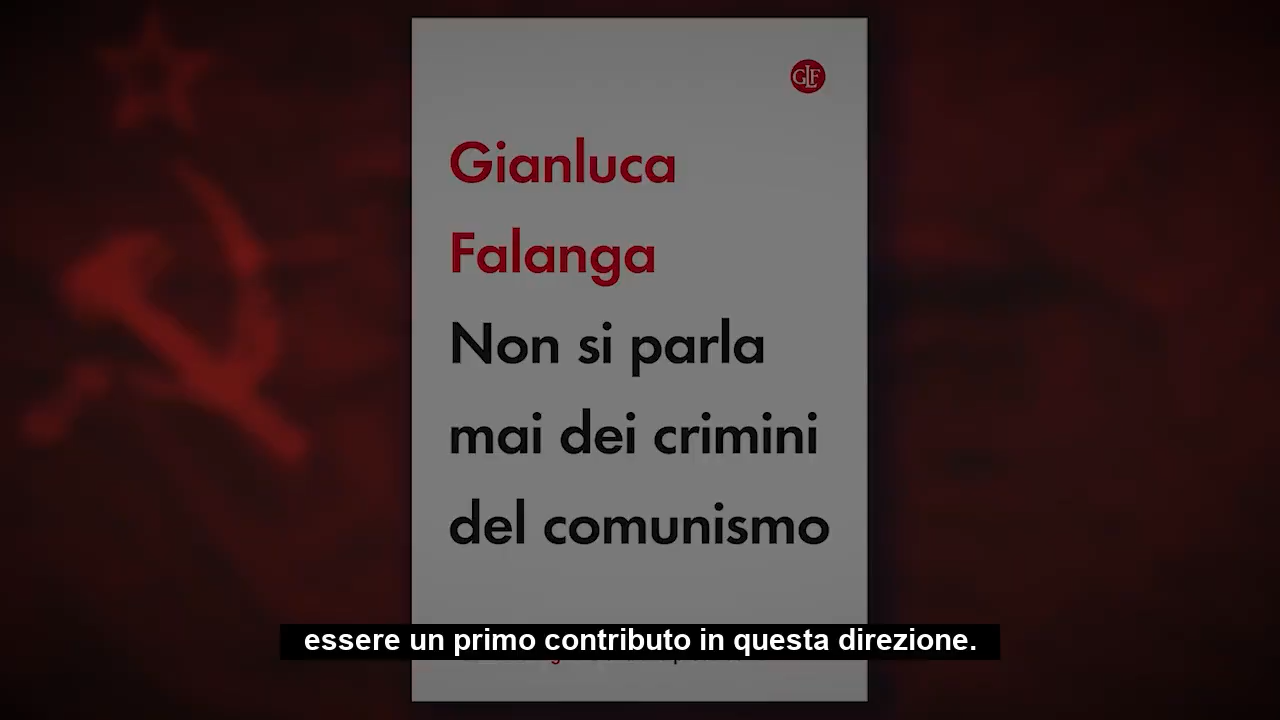 GLF
Gianluca
Falanga
Non si parla
mai dei crimini
del comunismo
essere un primo contributo in questa direzione.